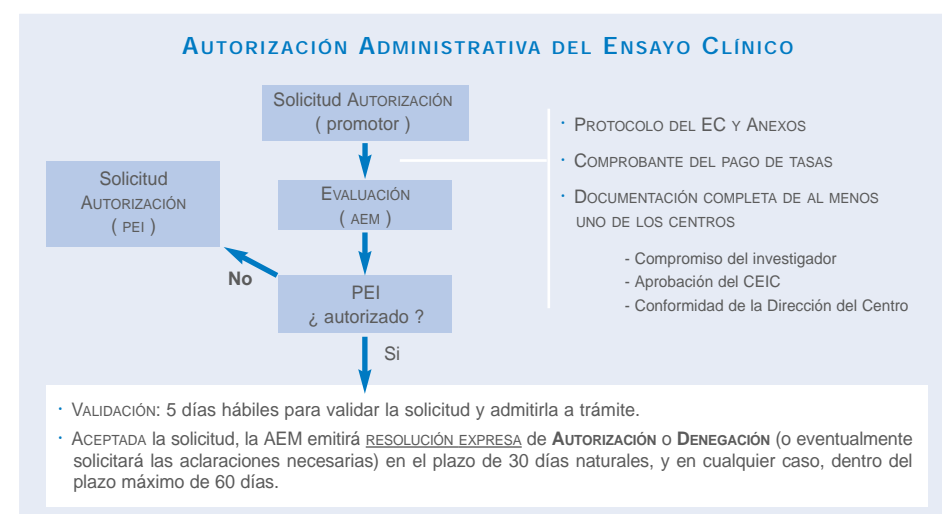 AUTORIZACIÓN ADMINISTRATIVA DEL ENSAYO CLÍNICO
Solicitud AUTORIZACIÓN
( promotor )
· PROTOCOLO DEL EC Y ANEXOS
· COMPROBANTE DEL PAGO DE TASAS
· DOCUMENTACIÓN COMPLETA DE AL MENOS
UNO DE LOS CENTROS
- Compromiso del investigador
- Aprobación del CEIC
- Conformidad de la Dirección del Centro
EVALUACIÓN
( AEM )
Solicitud
AUTORIZACIÓN
( PEI )
No
PEI
¿ autorizado ?
Si
· VALIDACIÓN: 5 días hábiles para validar la solicitud y admitirla a trámite.
· ACEPTADA la solicitud, la AEM emitirá RESOLUCIÓN EXPRESA de AUTORIZACIÓN o DENEGACIÓN (o eventualmente
solicitará las aclaraciones necesarias) en el plazo de 30 días naturales, y en cualquier caso, dentro del
plazo máximo de 60 días.